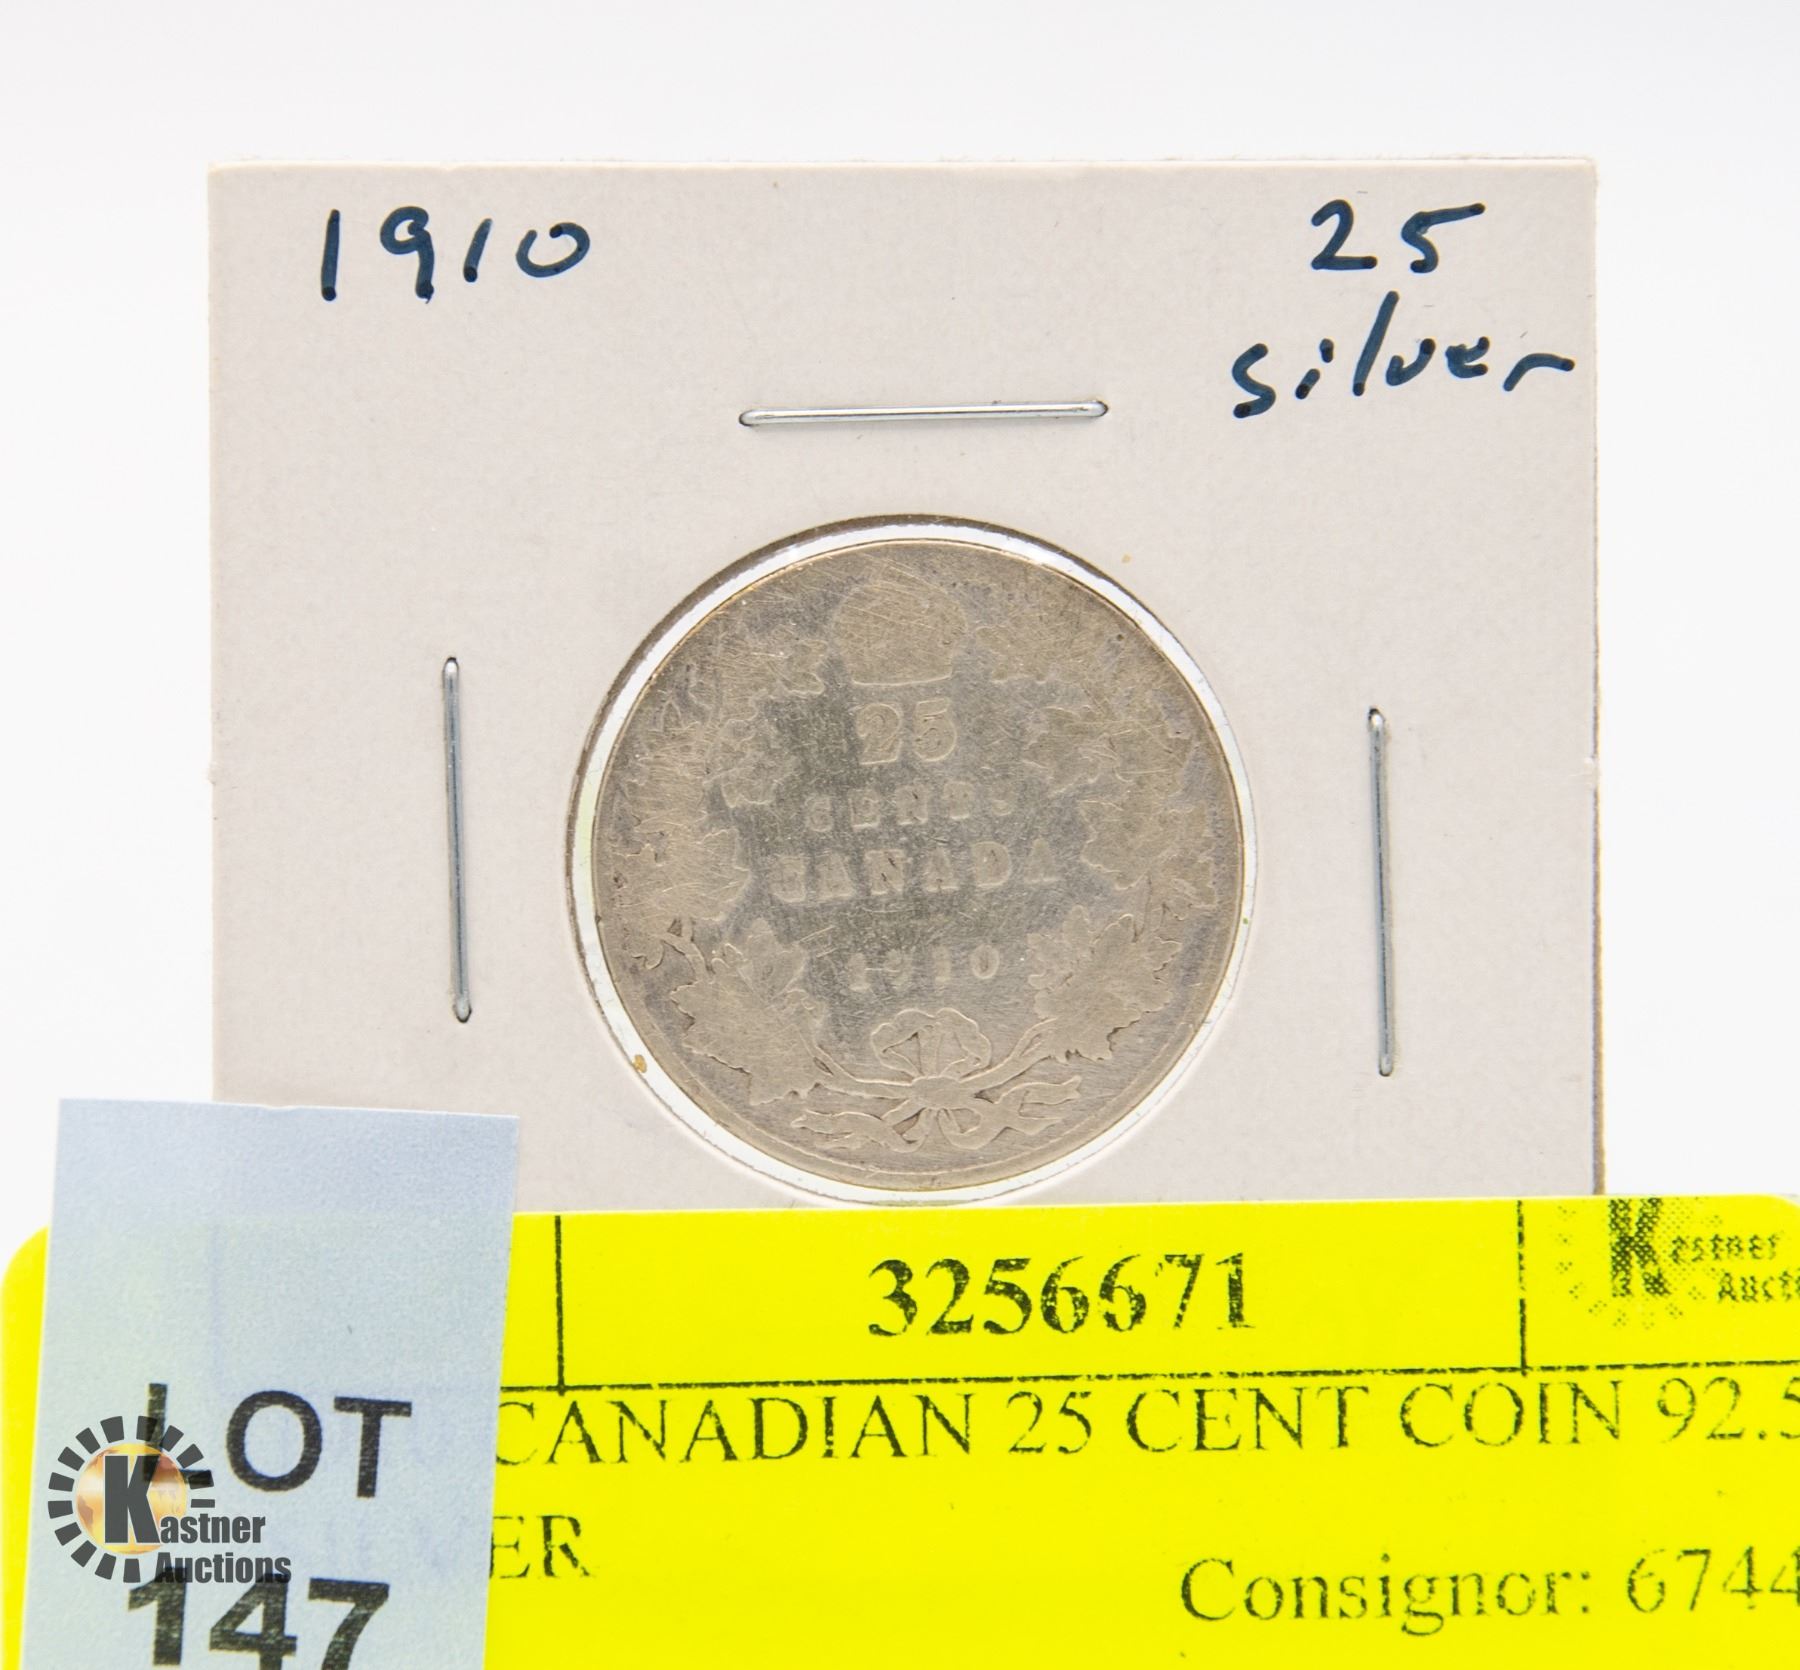 1910
25
silver
25
CENTS
CANADA
1910
3256671
Kastner
CANADIAN 25 CENT COIN 92.5
ER
Consignor: 6744
LOT
147
Kastner
Auctions